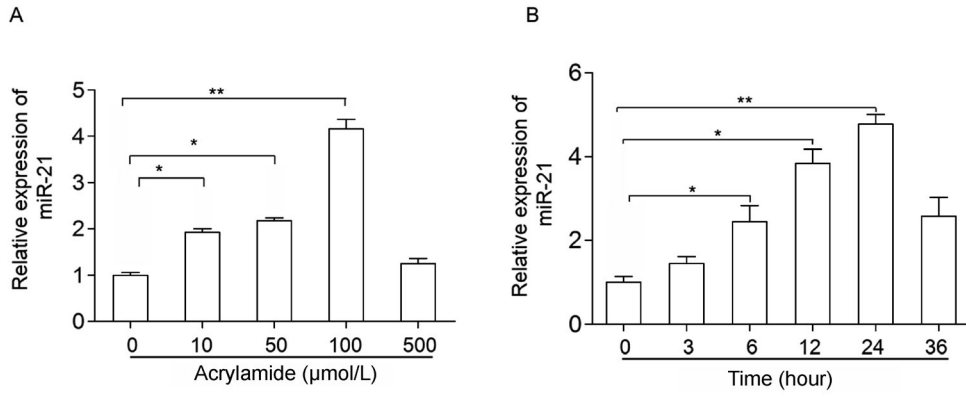 A
Relative expression of
miR-21
5
4
3
2
1
0
**
*
*
0 10 50 100 500
Acrylamide (μmol/L)
B
Relative expression of
miR-21
6
4
2
0
**
*
*
0 3 6 12 24 36
Time (hour)